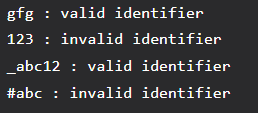 gfg : valid identifier
123 : invalid identifier
_abc12 : valid identifier
#abc : invalid identifier